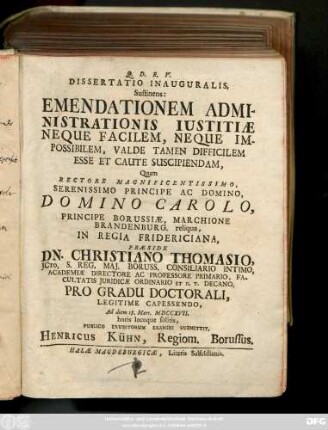 Q. D. B. V.
DISSERTATIO INAUGURALIS,
Sustinens:
EMENDATIONEM ADMI-
NISTRATIONIS IUSTITIÆ
NEQUE FACILEM, NEQUE IM-
POSSIBILEM, VALDE TAMEN DIFFICILEM
ESSE ET CAUTE SUSCIPIENDAM,
Quam
RECTORE MAGNIFICENTISSIMO,
SERENISSIMO PRINCIPE AC DOMINO,
DOMINO CAROLO,
PRINCIPE BORUSSIÆ, MARCHIONE
BRANDENBURG. reliqua,
IN REGIA FRIDERICIANA,
PRÆSIDE
DN. CHRISTIANO THOMASIO,
JCTO, S. REG. MAJ. BORUSS. CONSILIARIO INTIMO,
ACADEMIÆ DIRECTORE AC PROFESSORE PRIMARIO, FA-
CULTATIS JURIDICÆ ORDINARIO ET P. T. DECANO,
PRO GRADU DOCTORALI,
LEGITIME CAPESSENDO,
Ad diem Mart. MDCCXVII.
horis locoque solitis,
PUBLICO ERUDITORUM EXAMINI SUBMITTIT,
HENRICUS KÜHN, Regiom. Borussus.
HALÆ MAGDEBURGICÆ, Literis Salfeldianis.